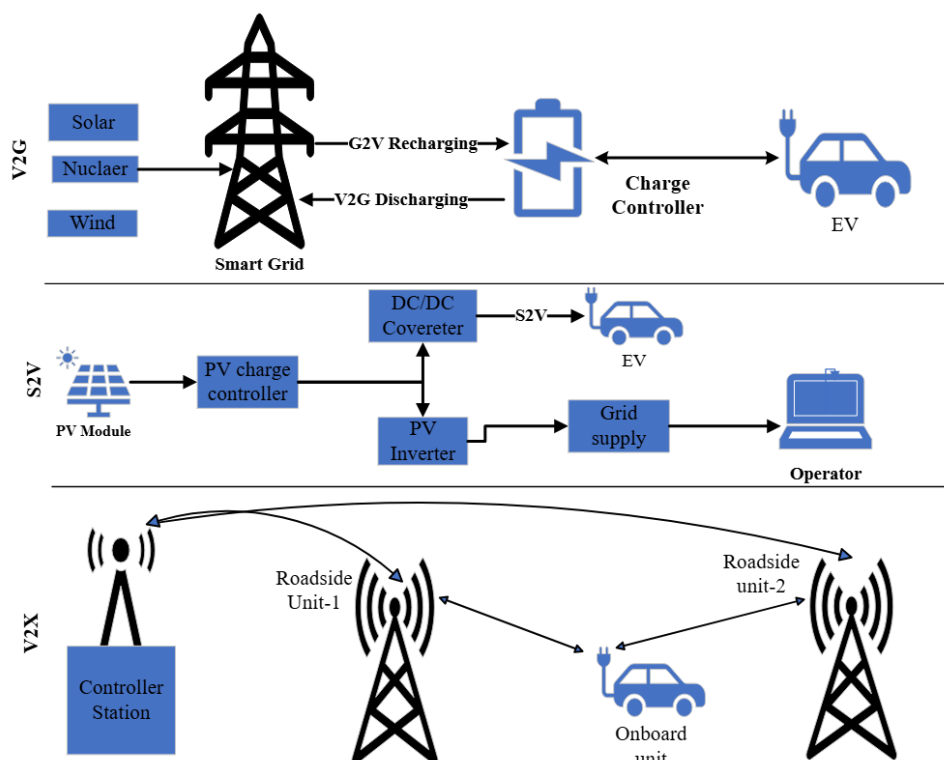 V2G
Solar
Nuclaer
Wind
Smart Grid
G2V Recharging
V2G Discharging
Charge
Controller
EV
S2V
PV Module
PV charge
controller
DC/DC
Covereter
S2V
EV
PV
Inverter
Grid
supply
Operator
V2X
Controller
Station
Roadside
Unit-1
Roadside
unit-2
Onboard
unit